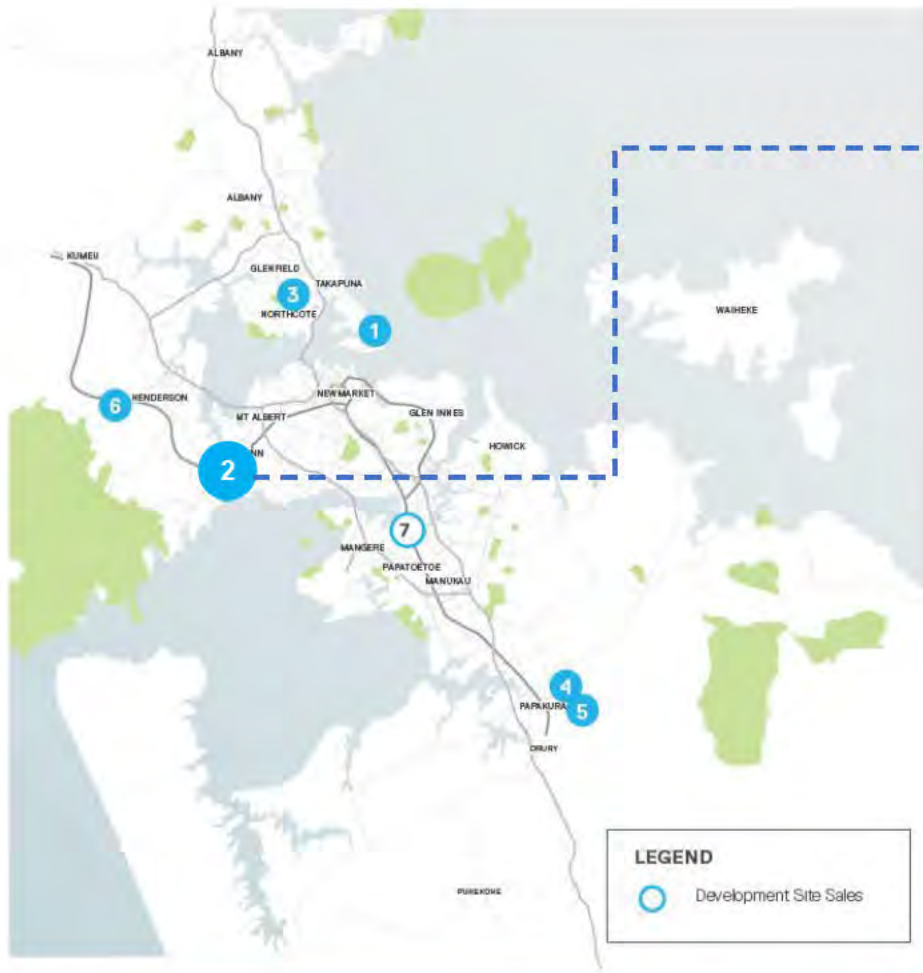 ALBANY
ALBANY
KUMEU
GLENFIELD
TAKAPUNA
3
NORTHCOTE
1
WAIHEKE
6
HENDERSON
NEWMARKET
MT ALBERT
GLEN INNES
HOWICK
NN
2
7
MANGERE
PAPATOETOE
MANUKAU
4
PAPAKURA
5
DRURY
LEGEND
Development Site Sales
PUKEKOHE